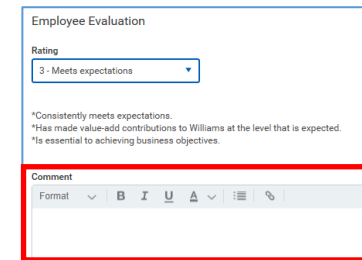 Employee Evaluation
Rating
3 - Meets expectations
*Consistently meets expectations.
*Has made value-add contributions to Williams at the level that is expected.
*Is essential to achieving business objectives.
Comment
Format B I U A